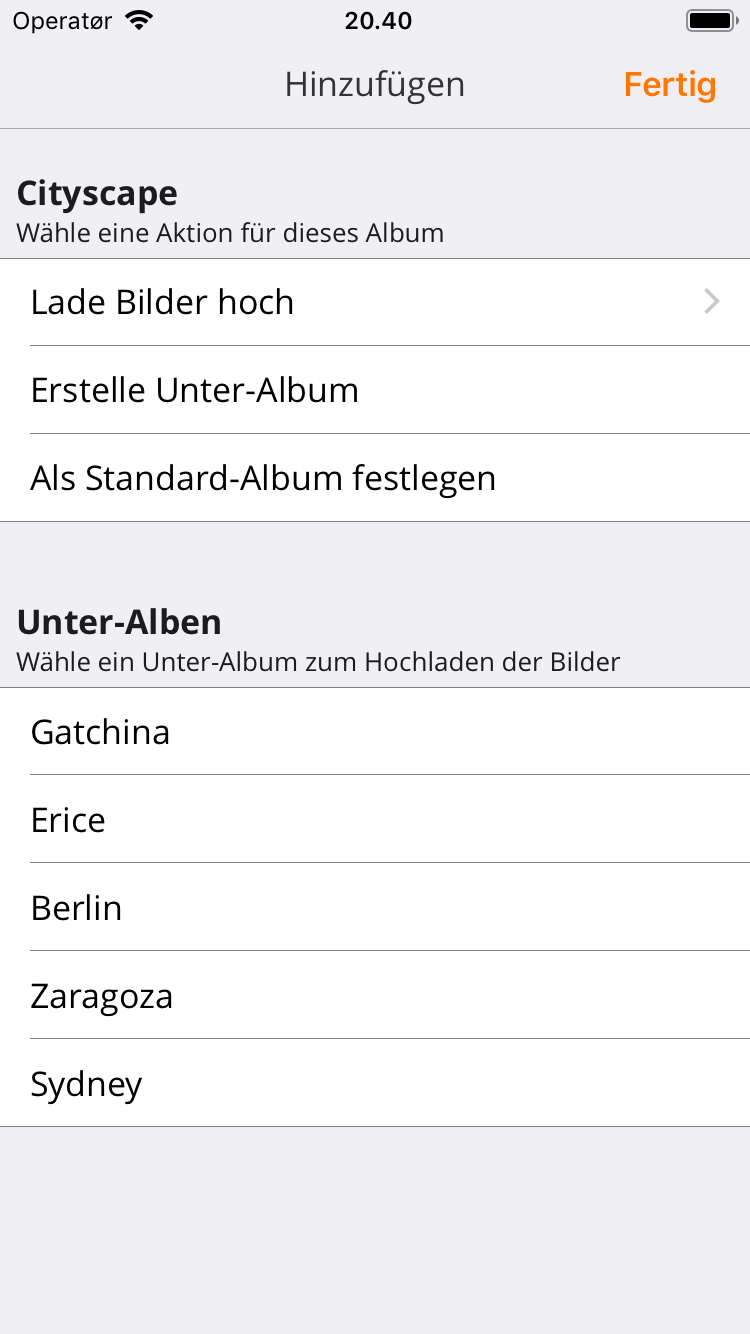 Operatør 20.40
Hinzufügen Fertig
Cityscape
Wähle eine Aktion für dieses Album
Lade Bilder hoch
Erstelle Unter-Album
Als Standard-Album festlegen
Unter-Alben
Wähle ein Unter-Album zum Hochladen der Bilder
Gatchina
Erice
Berlin
Zaragoza
Sydney